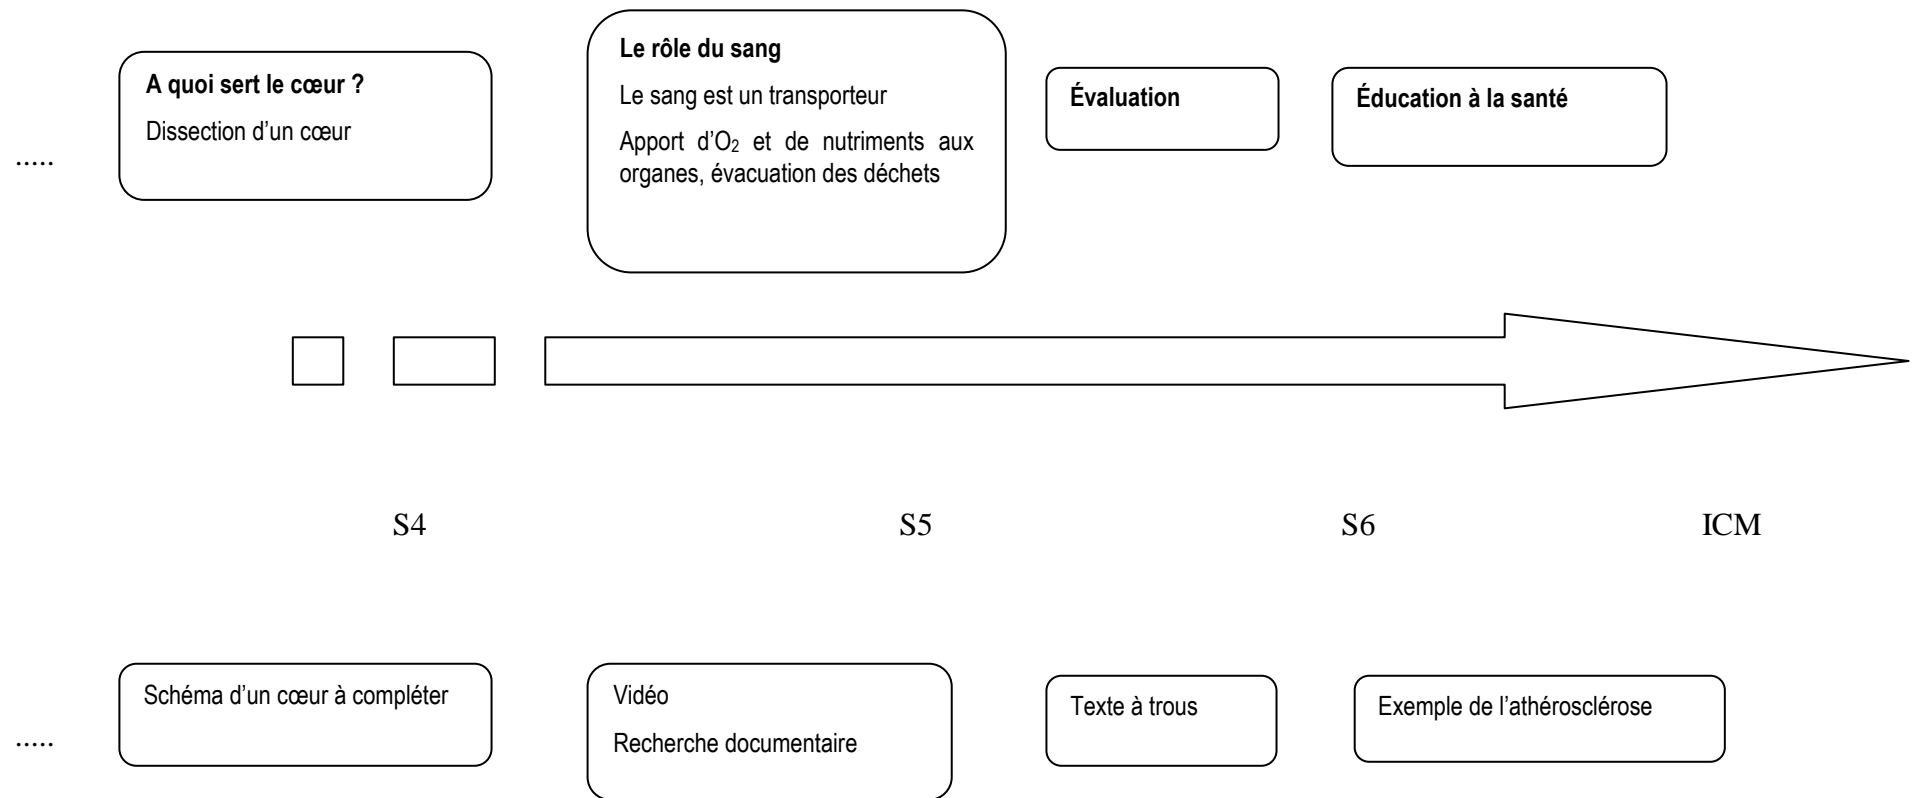 A quoi sert le cœur ?
Dissection d’un cœur
.....
Le rôle du sang
Le sang est un transporteur
Apport d’O₂ et de nutriments aux
organes, évacuation des déchets
Évaluation
Éducation à la santé
S4
S5
S6
ICM
Schéma d’un cœur à compléter
.....
Vidéo
Recherche documentaire
Texte à trous
Exemple de l’athérosclérose